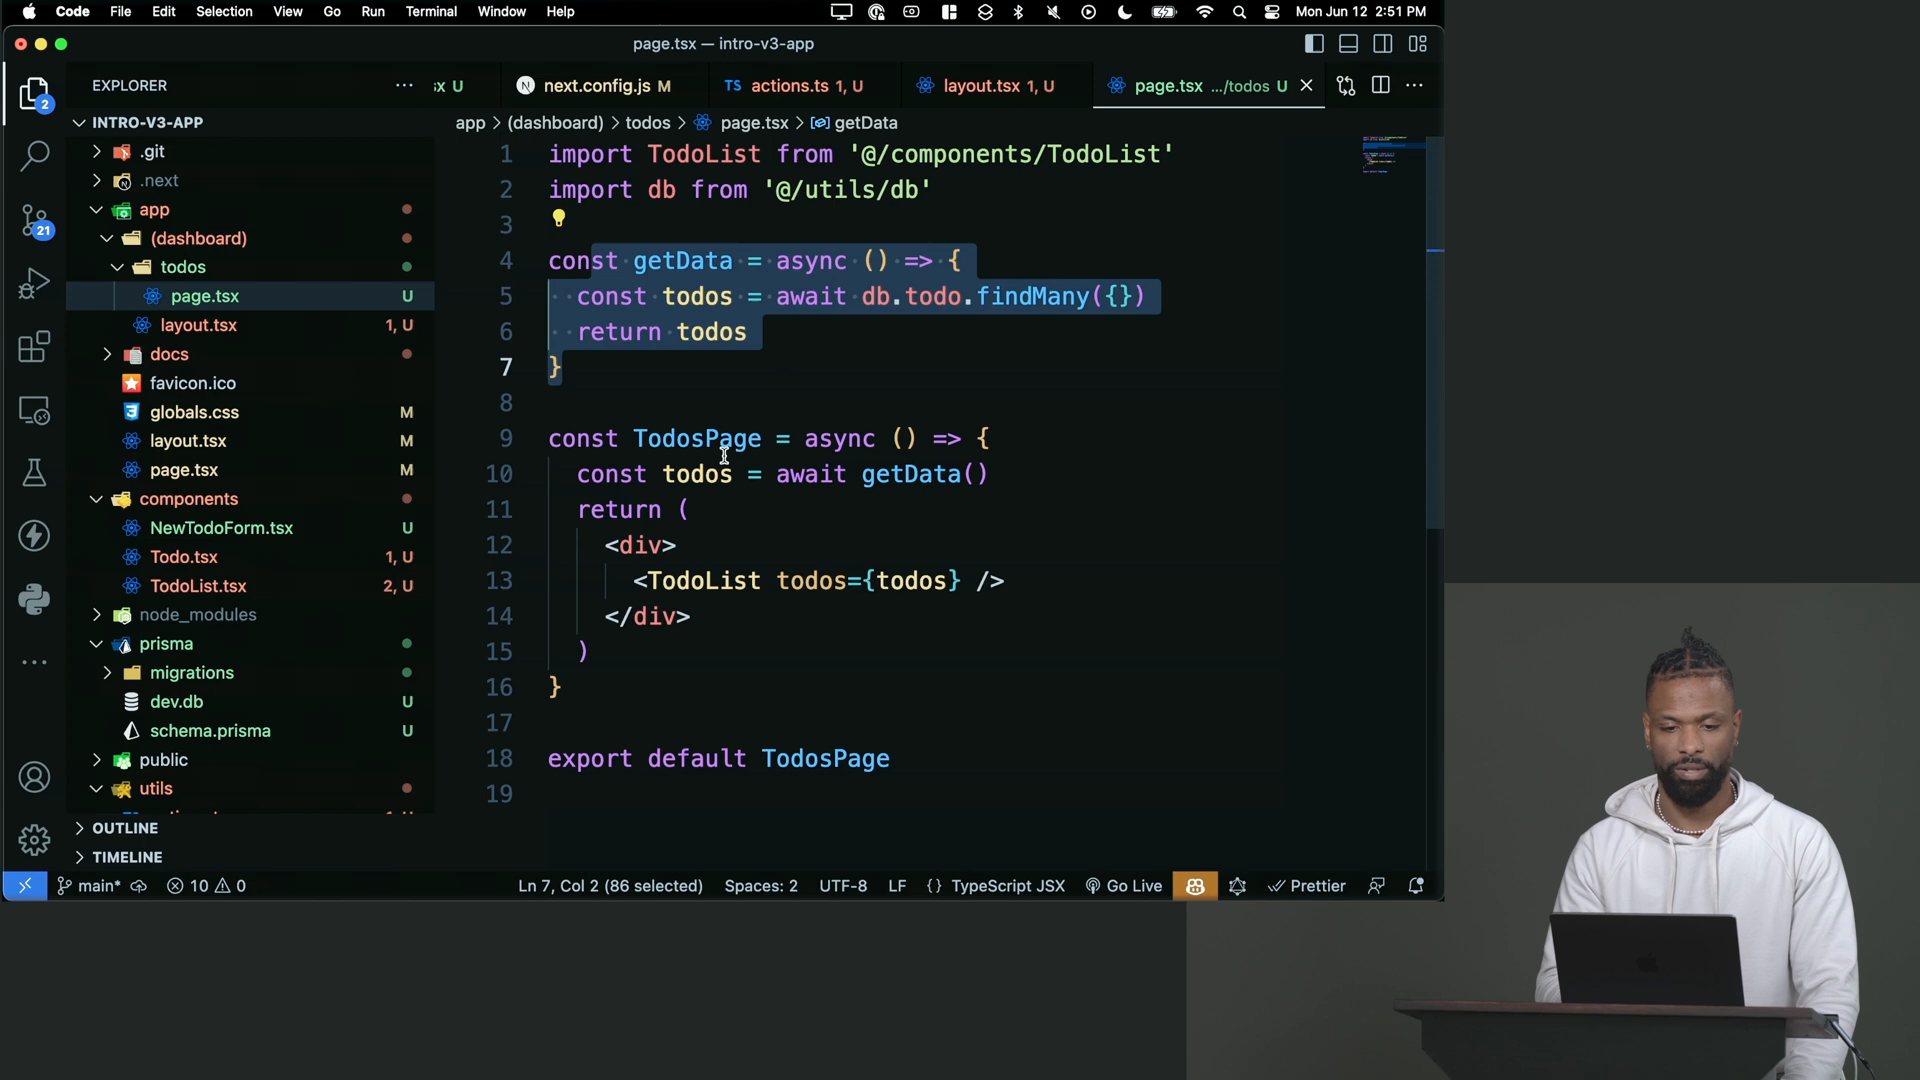 Code File Edit Selection View Go Run Terminal Window Help Mon Jun 12 2:51 PM
page.tsx — intro-v3-app
EXPLORER
sx U
next.config.js M
TS actions.ts 1, U
layout.tsx 1, U
page.tsx .../todos U
INTRO-V3-APP
app > (dashboard) > todos > page.tsx > getData
.git
.next
app
(dashboard)
todos
page.tsx U
layout.tsx 1, U
docs
favicon.ico
globals.css M
layout.tsx M
page.tsx M
components
NewTodoForm.tsx U
Todo.tsx 1, U
TodoList.tsx 2, U
node_modules
prisma
migrations
dev.db U
schema.prisma U
public
utils
OUTLINE
TIMELINE
2
21
1 import TodoList from '@/components/TodoList'
2 import db from '@/utils/db'
3
4 const getData = async () => {
5 const todos = await db.todo.findMany({})
6 return todos
7 }
8
9 const TodosPage = async () => {
10 const todos = await getData()
11 return (
12 <div>
13 <TodoList todos={todos} />
14 </div>
15 )
16 }
17
18 export default TodosPage
19
main* 10 0 Ln 7, Col 2 (86 selected) Spaces: 2 UTF-8 LF {} TypeScript JSX Go Live Prettier